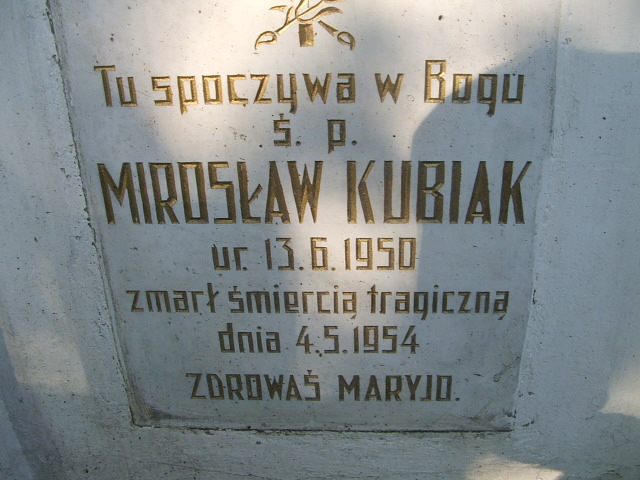 Tu spoczywa w Bogu
Ś. p.
MIROSŁAW KUBIAK
ur. 13.6.1950
zmarł śmiercią tragiczną
dnia 4.5.1954
ZDROWAŚ MARYJO.